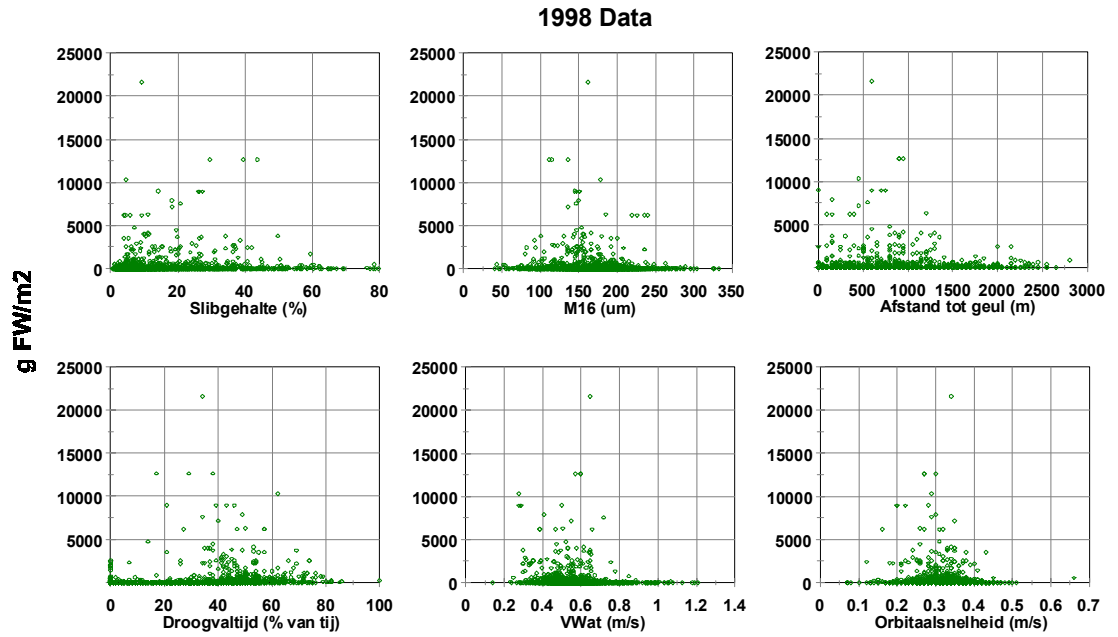 1998 Data
g FW/m2
25000
20000
15000
10000
5000
0
0 20 40 60 80
Slibgehalte (%)
25000
20000
15000
10000
5000
0
0 50 100 150 200 250 300 350
M16 (um)
25000
20000
15000
10000
5000
0
0 500 1000 1500 2000 2500 3000
Afstand tot geul (m)
25000
20000
15000
10000
5000
0
0 20 40 60 80 100
Droogvaltijd (% van tij)
25000
20000
15000
10000
5000
0
0 0.2 0.4 0.6 0.8 1 1.2 1.4
VWat (m/s)
25000
20000
15000
10000
5000
0
0 0.1 0.2 0.3 0.4 0.5 0.6 0.7
Orbitaalsnelheid (m/s)